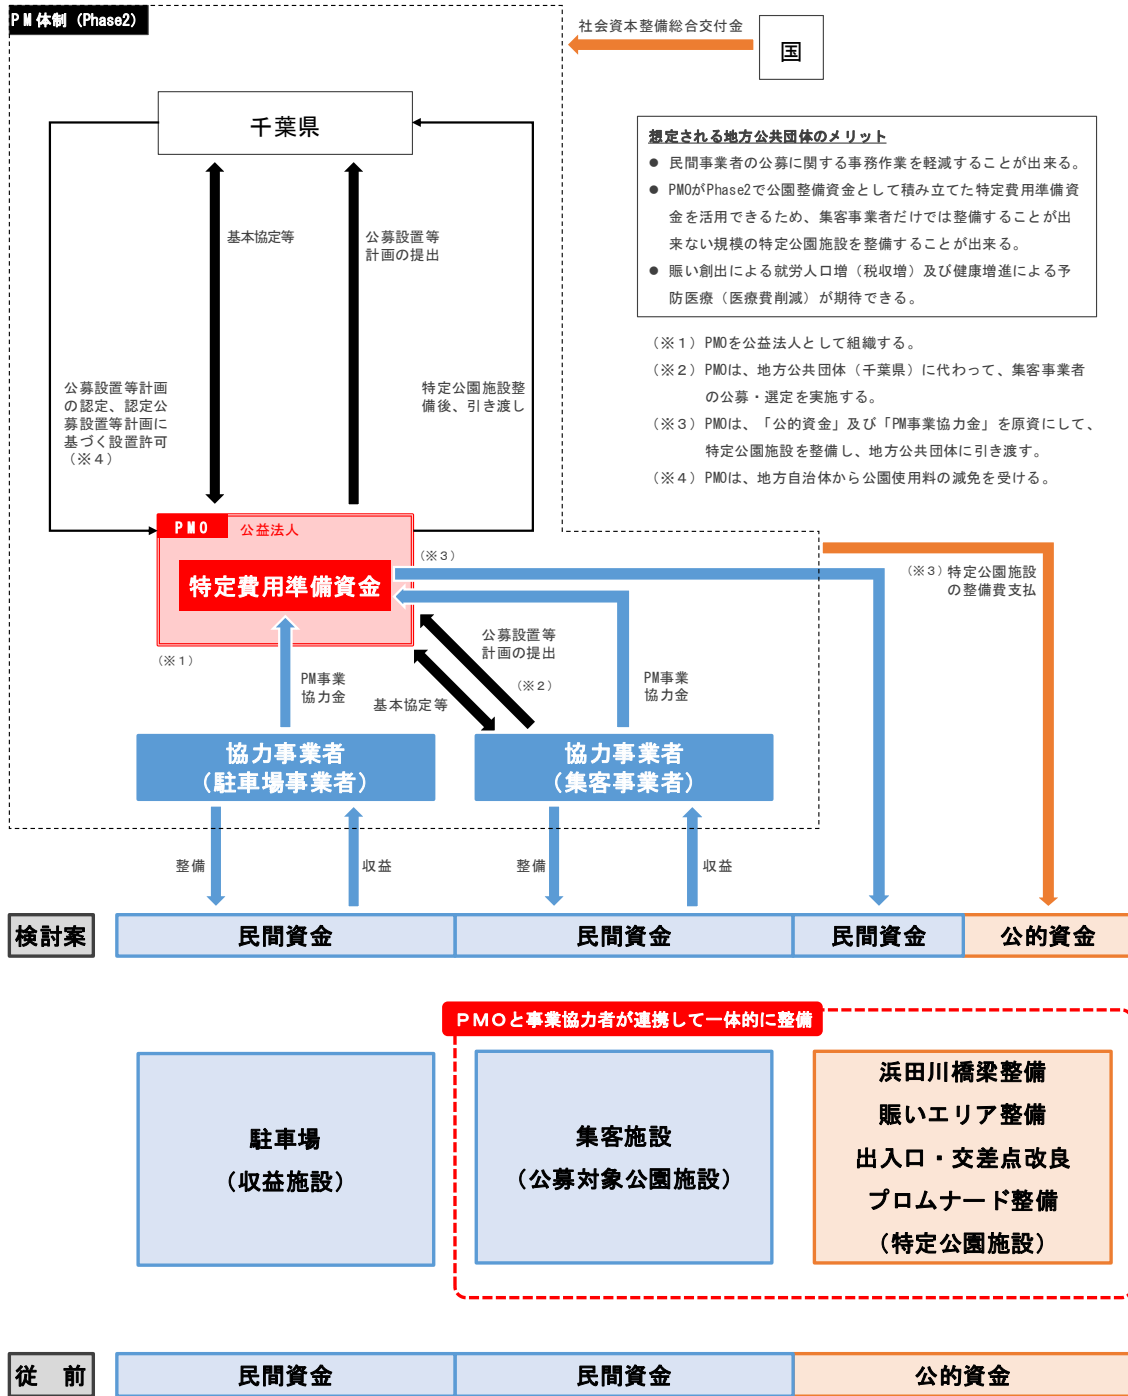 PM体制（Phase2）
社会資本整備総合交付金
国
千葉県
想定される地方公共団体のメリット
● 民間事業者の公募に関する事務作業を軽減することが出来る。
● PMOがPhase2で公園整備資金として積み立てた特定費用準備資
金を活用できるため、集客事業者だけでは整備することが出
来ない規模の特定公園施設を整備することが出来る。
● 賑い創出による就労人口増（税収増）及び健康増進による予
防医療（医療費削減）が期待できる。
（※１）PMOを公益法人として組織する。
（※２）PMOは、地方公共団体（千葉県）に代わって、集客事業者
の公募・選定を実施する。
（※３）PMOは、「公的資金」及び「PM事業協力金」を原資にして、
特定公園施設を整備し、地方公共団体に引き渡す。
（※４）PMOは、地方自治体から公園使用料の減免を受ける。
基本協定等
公募設置等
計画の提出
公募設置等計画
の認定、認定公
募設置等計画に
基づく設置許可
（※４）
特定公園施設整
備後、引き渡し
PMO
公益法人
特定費用準備資金
（※３）
（※３）特定公園施設
の整備費支払
（※１）
PM事業
協力金
公募設置等
計画の提出
（※２）
基本協定等
PM事業
協力金
協力事業者
（駐車場事業者）
協力事業者
（集客事業者）
整備
収益
整備
収益
検討案
民間資金
民間資金
民間資金
公的資金
ＰＭＯと事業協力者が連携して一体的に整備
駐車場
（収益施設）
集客施設
（公募対象公園施設）
浜田川橋梁整備
賑いエリア整備
出入口・交差点改良
プロムナード整備
（特定公園施設）
従　前
民間資金
民間資金
公的資金